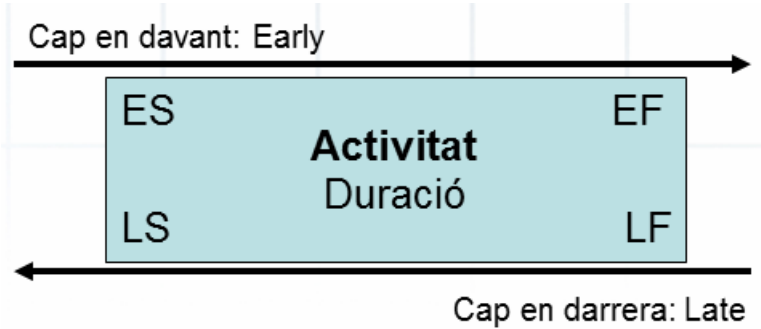 Cap en davant: Early
ES
EF
Activitat
Duració
LS
LF
Cap en darrera: Late